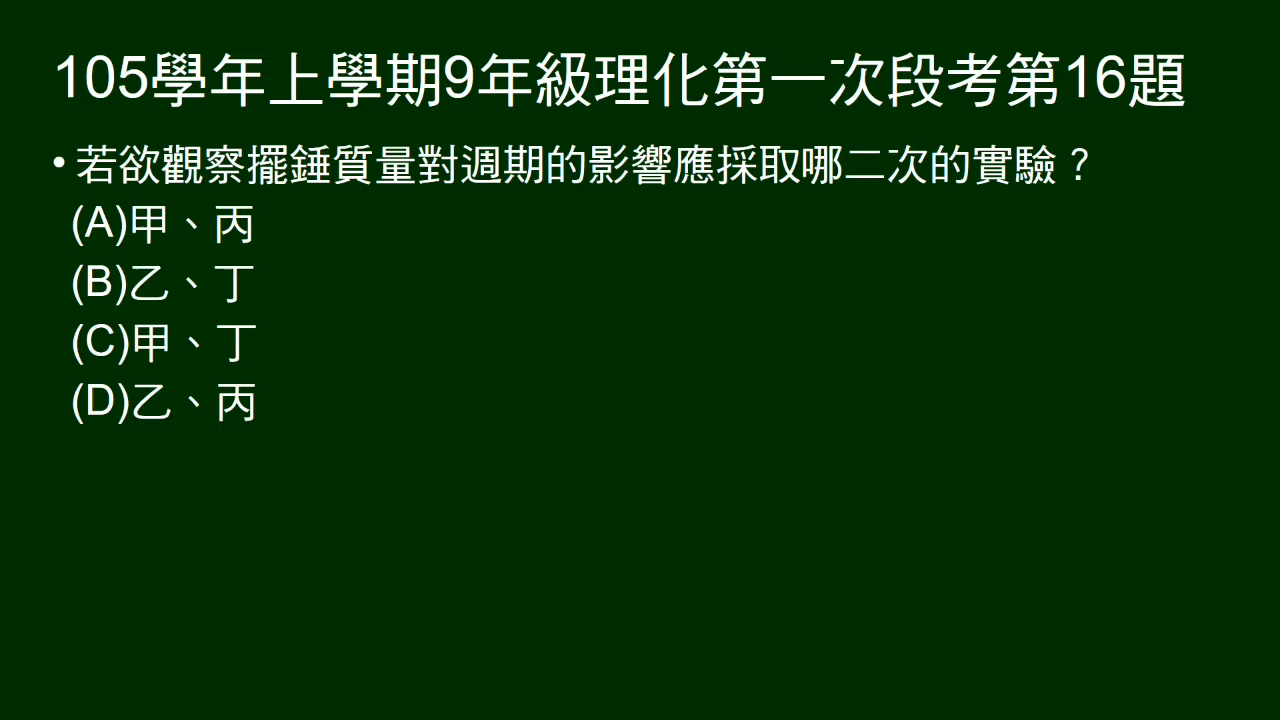 105學年上學期9年級理化第一次段考第16題
• 若欲觀察擺錘質量對週期的影響應採取哪二次的實驗？
(A)甲、丙
(B)乙、丁
(C)甲、丁
(D)乙、丙